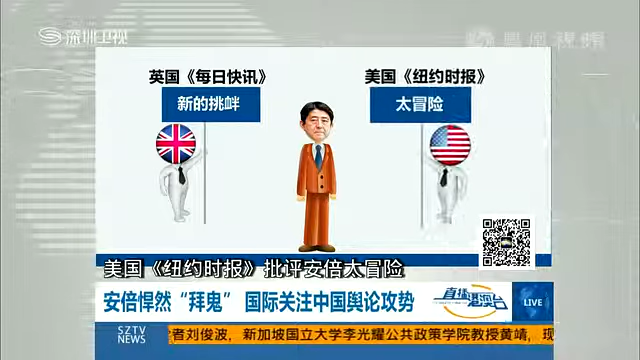 深圳卫视
凤凰视频
英国《每日快讯》
美国《纽约时报》
新的挑衅
太冒险
美国《纽约时报》批评安倍太冒险
安倍悍然“拜鬼” 国际关注中国舆论攻势
直播港澳台
LIVE
SZTV
NEWS
者刘俊波，新加坡国立大学李光耀公共政策学院教授黄靖，现